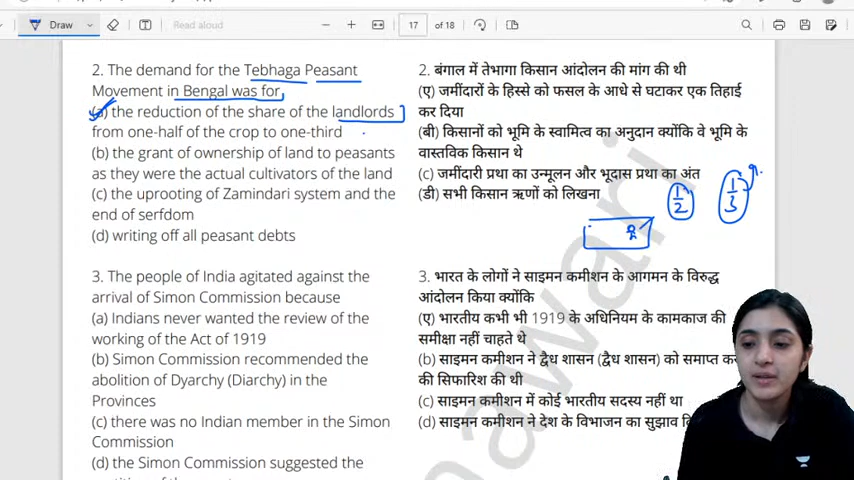 Draw
Read aloud
17 of 18
2. The demand for the Tebhaga Peasant
Movement in Bengal was for
(a) the reduction of the share of the landlords
from one-half of the crop to one-third
(b) the grant of ownership of land to peasants
as they were the actual cultivators of the land
(c) the uprooting of Zamindari system and the
end of serfdom
(d) writing off all peasant debts
3. The people of India agitated against the
arrival of Simon Commission because
(a) Indians never wanted the review of the
working of the Act of 1919
(b) Simon Commission recommended the
abolition of Dyarchy (Diarchy) in the
Provinces
(c) there was no Indian member in the Simon
Commission
(d) the Simon Commission suggested the
2. बंगाल में तेभागा किसान आंदोलन की मांग की थी
(ए) जमींदारों के हिस्से को फसल के आधे से घटाकर एक तिहाई
कर दिया
(बी) किसानों को भूमि के स्वामित्व का अनुदान क्योंकि वे भूमि के
वास्तविक किसान थे
(c) जमींदारी प्रथा का उन्मूलन और भूदास प्रथा का अंत
(डी) सभी किसान ऋणों को लिखना
1/2
1/3
3. भारत के लोगों ने साइमन कमीशन के आगमन के विरुद्ध
आंदोलन किया क्योंकि
(ए) भारतीय कभी भी 1919 के अधिनियम के कामकाज की
समीक्षा नहीं चाहते थे
(b) साइमन कमीशन ने द्वैध शासन (द्वैध शासन) को समाप्त
की सिफारिश की थी
(c) साइमन कमीशन में कोई भारतीय सदस्य नहीं था
(d) साइमन कमीशन ने देश के विभाजन का सुझाव